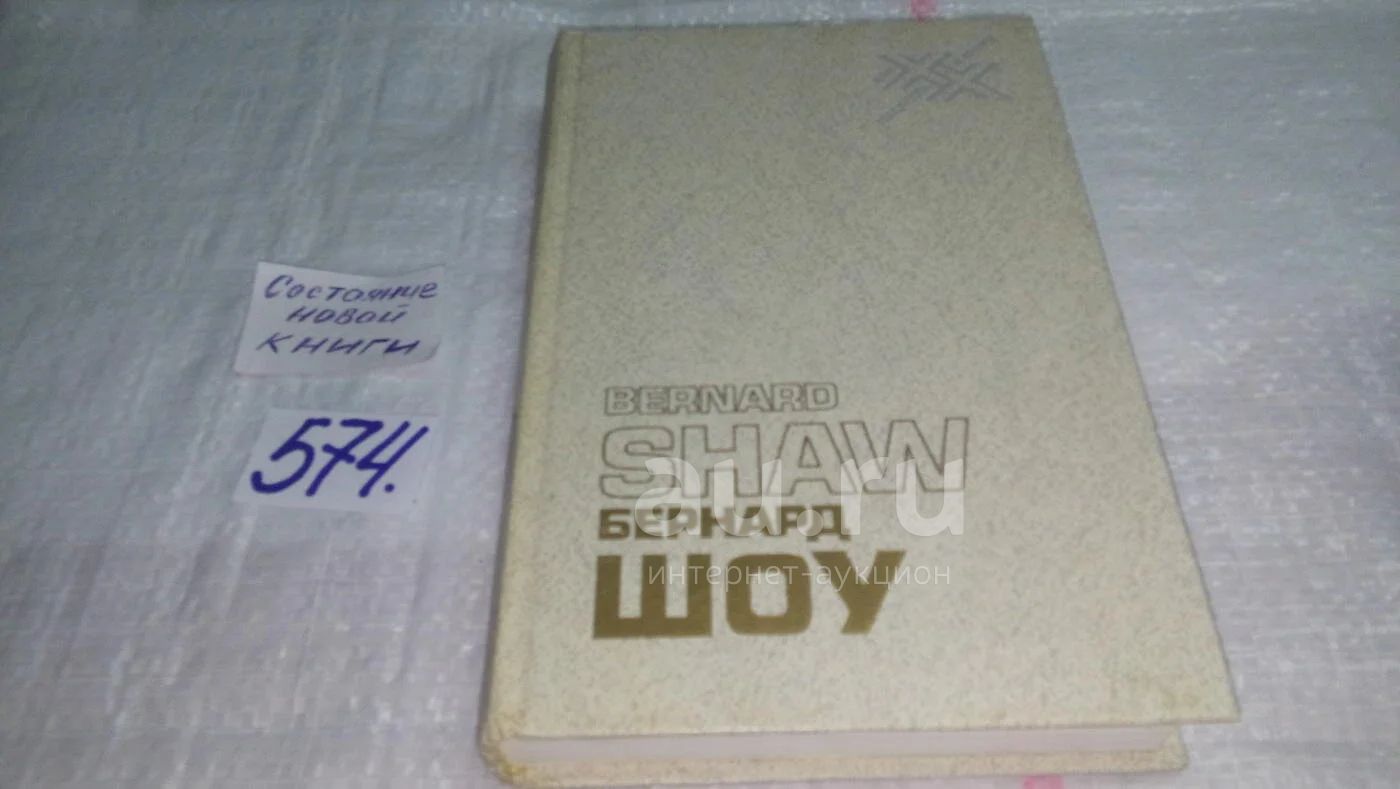 Состояние
новой
книги
574.
BERNARD
SHAW
БЕРНАРД
ШОУ
au.ru
интернет-аукцион